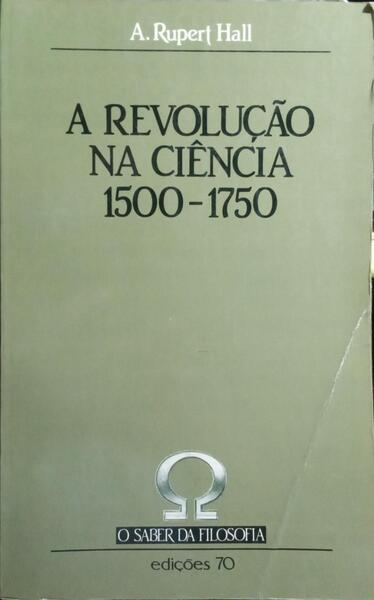 A. Rupert Hall
A REVOLUÇÃO
NA CIÊNCIA
1500-1750
Ω
O SABER DA FILOSOFIA
edições 70